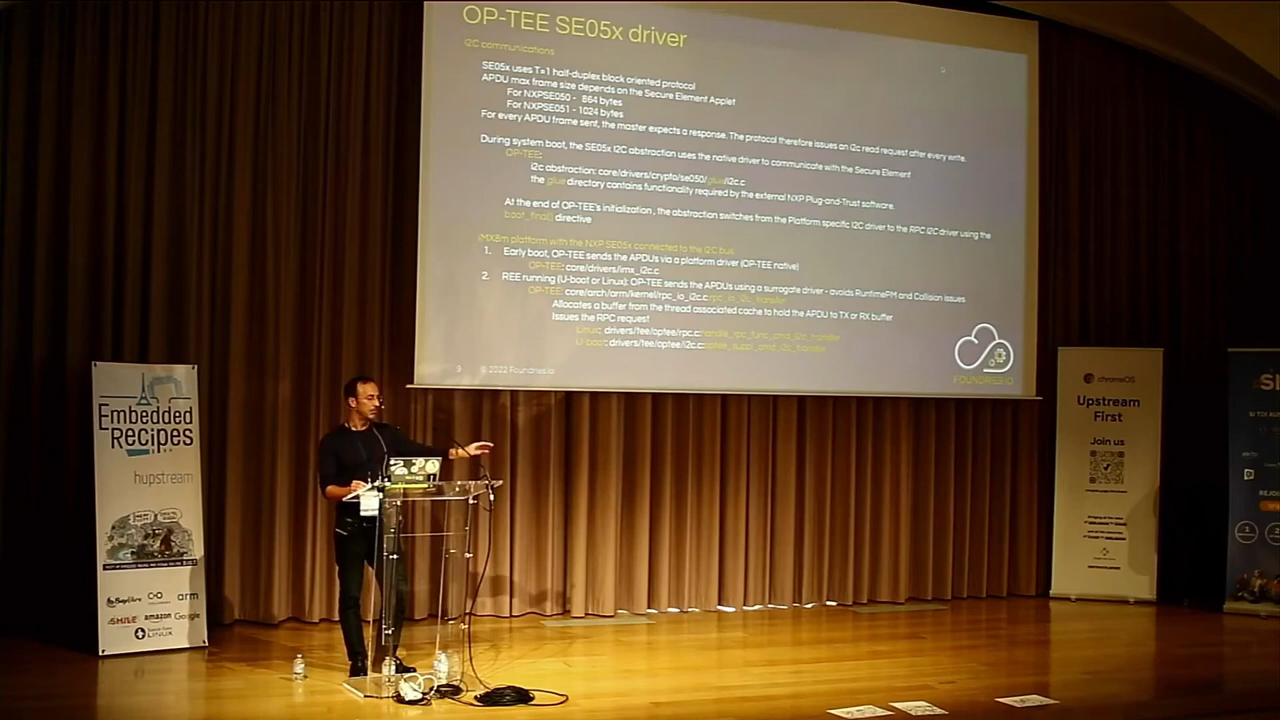 OP-TEE SE05x driver
I2C communications
SE05x uses T=1 half-duplex block oriented protocol
APDU max frame size depends on the Secure Element Applet
For NXPSE050 - 864 bytes
For NXPSE051 - 1024 bytes
For every APDU frame sent, the master expects a response. The protocol therefore issues an i2c read request after every write.
During system boot, the SE05x I2C abstraction uses the native driver to communicate with the Secure Element
OP-TEE:
i2c abstraction: core/drivers/crypto/se050/glue/i2c.c
the glue directory contains functionality required by the external NXP Plug-and-Trust software.
At the end of OP-TEE's initialization , the abstraction switches from the Platform specific I2C driver to the RPC I2C driver using the
boot_final() directive
iMX8m platform with the NXP SE05x connected to the I2C bus
1. Early boot, OP-TEE sends the APDUs via a platform driver (OP-TEE native)
OP-TEE: core/drivers/imx_i2c.c
2. REE running (U-boot or Linux): OP-TEE sends the APDUs using a surrogate driver - avoids RuntimePM and Collision issues
OP-TEE: core/arch/arm/kernel/rpc_io_i2c.c:rpc_io_i2c_transfer
Allocates a buffer from the thread associated cache to hold the APDU to TX or RX buffer
Issues the RPC request
Linux: drivers/tee/optee/rpc.c:handle_rpc_func_cmd_i2c_transfer
U-boot: drivers/tee/optee/i2c.c:optee_suppl_cmd_i2c_transfer
9 © 2022 Foundries.io
FOUNDRIES.IO
Embedded
Recipes
hupstream
BayLibre
arm
SMILE amazon Google
LINUX
chromeOS
Upstream
First
Join us